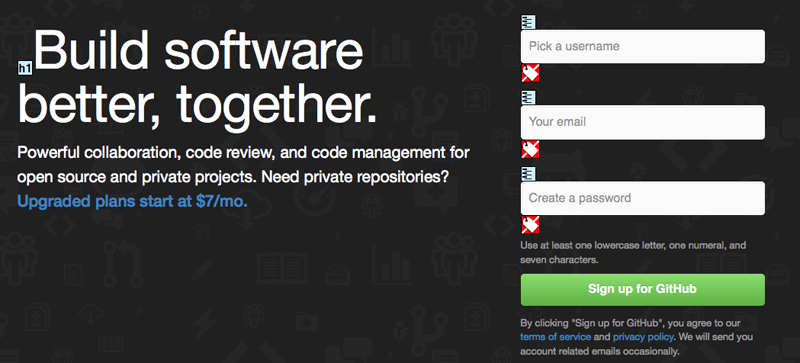 h1 Build software
better, together.
Powerful collaboration, code review, and code management for
open source and private projects. Need private repositories?
Upgraded plans start at $7/mo.
Pick a username
Your email
Create a password
Use at least one lowercase letter, one numeral, and
seven characters.
Sign up for GitHub
By clicking "Sign up for GitHub", you agree to our
terms of service and privacy policy. We will send you
account related emails occasionally.